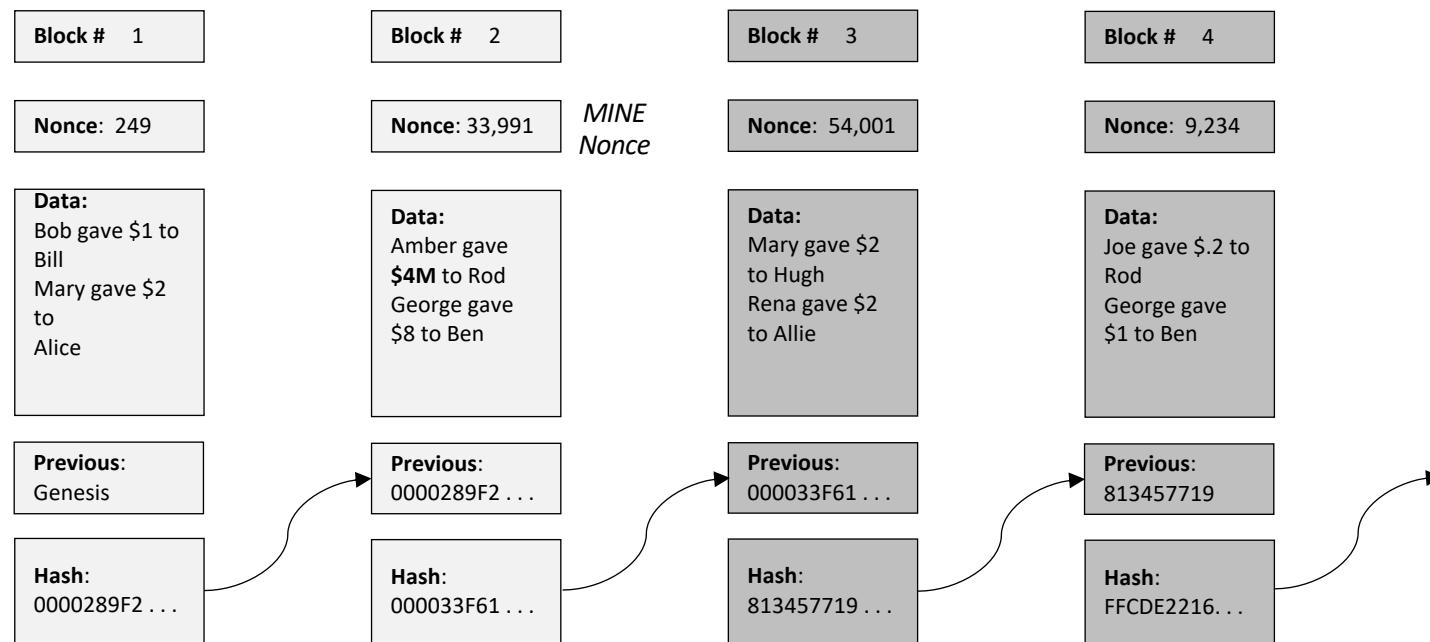 Block # 1
Nonce: 249
Data:
Bob gave $1 to
Bill
Mary gave $2
to
Alice
Previous:
Genesis
Hash:
0000289F2 . . .
Block # 2
Nonce: 33,991
MINE
Nonce
Data:
Amber gave
$4M to Rod
George gave
$8 to Ben
Previous:
0000289F2 . . .
Hash:
000033F61 . . .
Block # 3
Nonce: 54,001
Data:
Mary gave $2
to Hugh
Rena gave $2
to Allie
Previous:
000033F61 . . .
Hash:
813457719 . . .
Block # 4
Nonce: 9,234
Data:
Joe gave $.2 to
Rod
George gave
$1 to Ben
Previous:
813457719
Hash:
FFCDE2216. . .